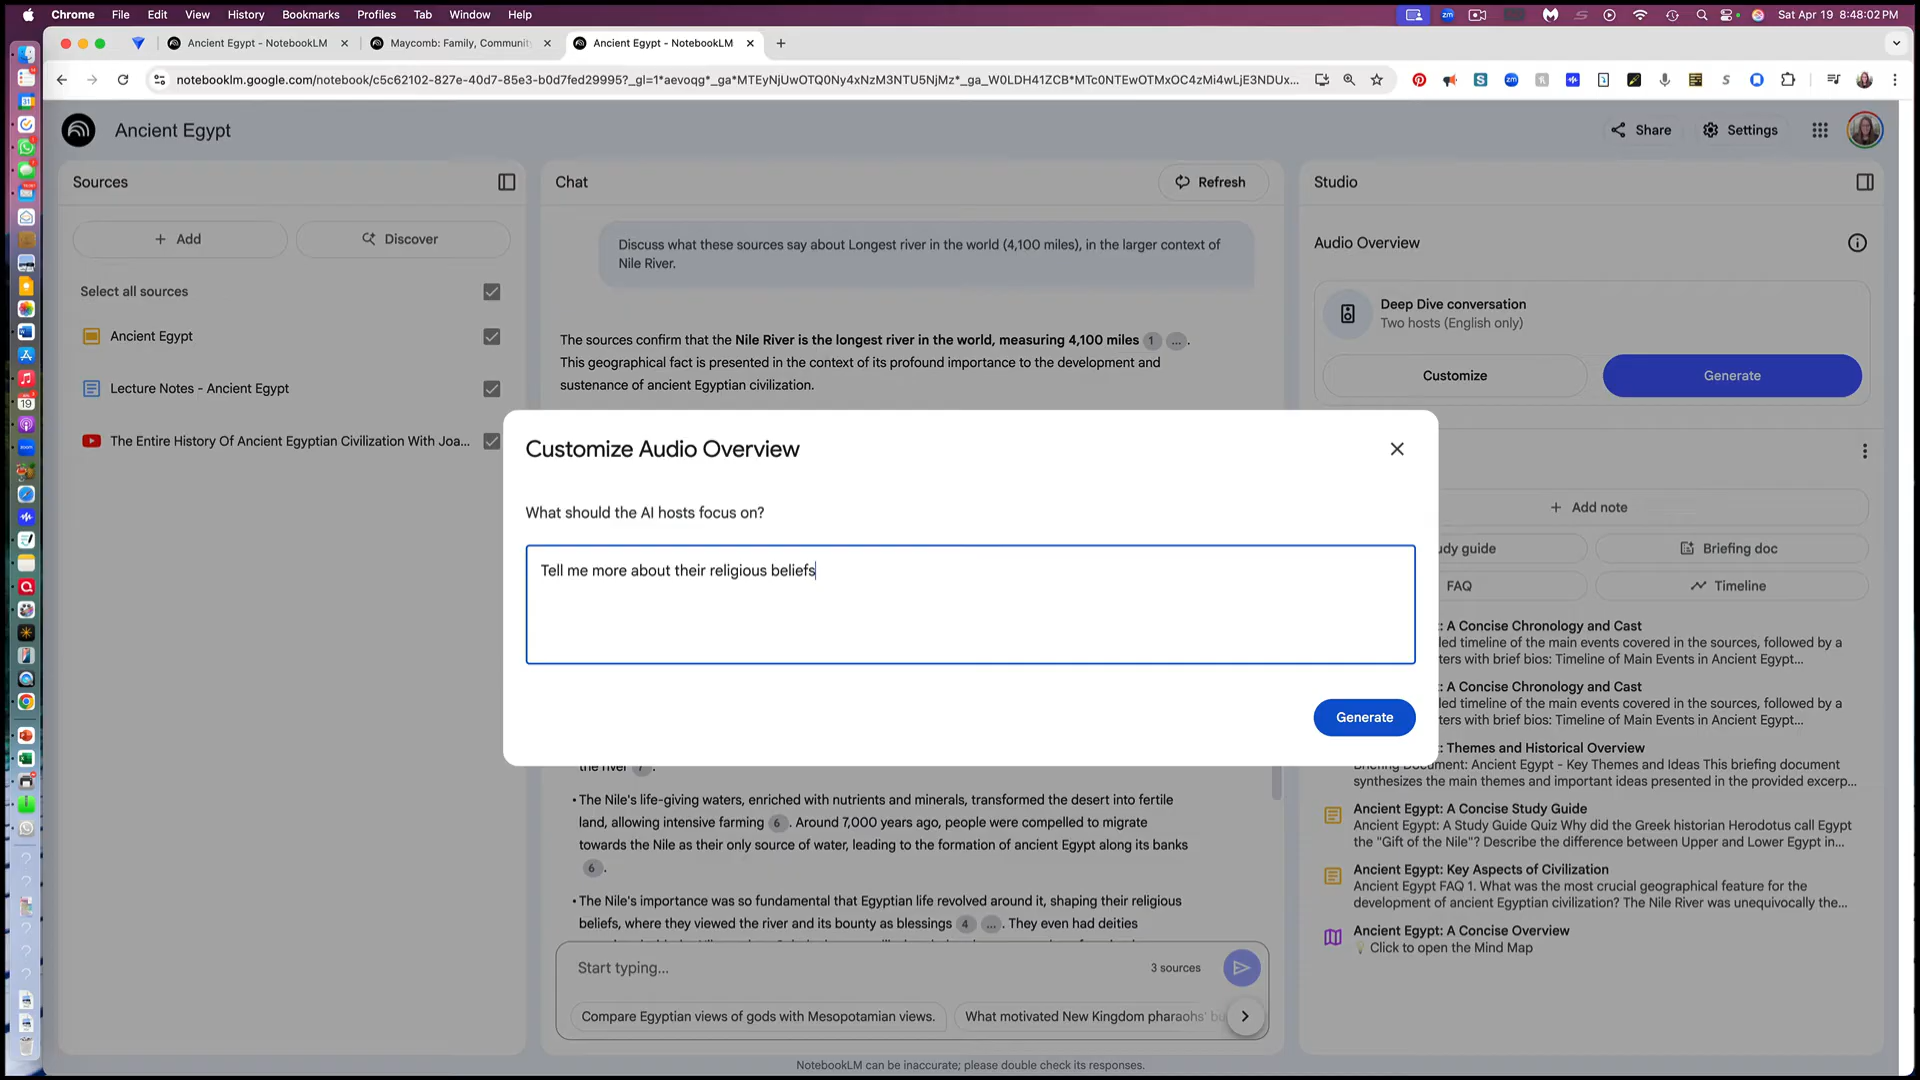 Chrome File Edit View History Bookmarks Profiles Tab Window Help
Sat Apr 19 8:48:02 PM
Ancient Egypt - NotebookLM
Maycomb: Family, Communit
Ancient Egypt - NotebookLM
notebooklm.google.com/notebook/c5c62102-827e-40d7-85e3-b0d7fed29995?_gl=1*aevoqg*_ga*MTEyNjUwOTQ0Ny4xNzM3NTU5NjMz*_ga_W0LDH41ZCB*MTc0NTEwOTMxOC4zMi4wLjE3NDUx...
Ancient Egypt
Share
Settings
Sources
Add
Discover
Select all sources
Ancient Egypt
Lecture Notes - Ancient Egypt
The Entire History Of Ancient Egyptian Civilization With Joa...
Chat
Refresh
Discuss what these sources say about Longest river in the world (4,100 miles), in the larger context of
Nile River.
The sources confirm that the Nile River is the longest river in the world, measuring 4,100 miles 1 ... .
This geographical fact is presented in the context of its profound importance to the development and
sustenance of ancient Egyptian civilization.
Customize Audio Overview
What should the AI hosts focus on?
Tell me more about their religious beliefs
Generate
the river 7 .
• The Nile's life-giving waters, enriched with nutrients and minerals, transformed the desert into fertile
land, allowing intensive farming 6 . Around 7,000 years ago, people were compelled to migrate
towards the Nile as their only source of water, leading to the formation of ancient Egypt along its banks
6 .
• The Nile's importance was so fundamental that Egyptian life revolved around it, shaping their religious
beliefs, where they viewed the river and its bounty as blessings 4 ... . They even had deities
Start typing...
3 sources
Compare Egyptian views of gods with Mesopotamian views.
What motivated New Kingdom pharaohs' bu
NotebookLM can be inaccurate; please double check its responses.
Studio
Audio Overview
Deep Dive conversation
Two hosts (English only)
Customize
Generate
Add note
udy guide
Briefing doc
FAQ
Timeline
: A Concise Chronology and Cast
led timeline of the main events covered in the sources, followed by a
ters with brief bios: Timeline of Main Events in Ancient Egypt...
: A Concise Chronology and Cast
led timeline of the main events covered in the sources, followed by a
ters with brief bios: Timeline of Main Events in Ancient Egypt...
: Themes and Historical Overview
Briefing Document: Ancient Egypt - Key Themes and Ideas This briefing document
synthesizes the main themes and important ideas presented in the provided excerp...
Ancient Egypt: A Concise Study Guide
Ancient Egypt: A Study Guide Quiz Why did the Greek historian Herodotus call Egypt
the "Gift of the Nile"? Describe the difference between Upper and Lower Egypt in...
Ancient Egypt: Key Aspects of Civilization
Ancient Egypt FAQ 1. What was the most crucial geographical feature for the
development of ancient Egyptian civilization? The Nile River was unequivocally the...
Ancient Egypt: A Concise Overview
Click to open the Mind Map